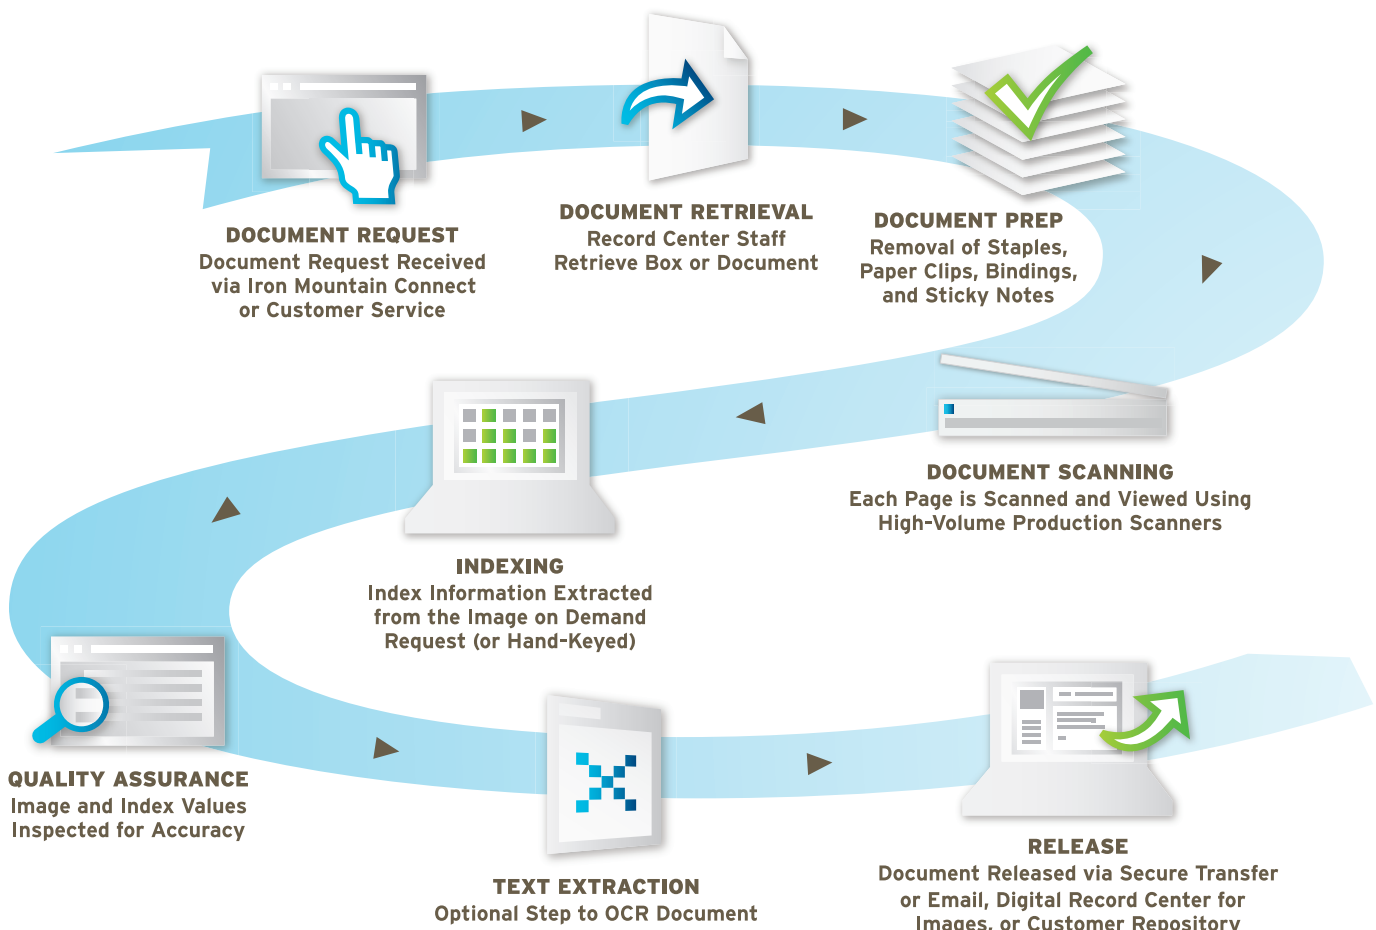 DOCUMENT REQUEST
Document Request Received
via Iron Mountain Connect
or Customer Service
DOCUMENT RETRIEVAL
Record Center Staff
Retrieve Box or Document
DOCUMENT PREP
Removal of Staples,
Paper Clips, Bindings,
and Sticky Notes
DOCUMENT SCANNING
Each Page is Scanned and Viewed Using
High-Volume Production Scanners
INDEXING
Index Information Extracted
from the Image on Demand
Request (or Hand-Keyed)
QUALITY ASSURANCE
Image and Index Values
Inspected for Accuracy
TEXT EXTRACTION
Optional Step to OCR Document
RELEASE
Document Released via Secure Transfer
or Email, Digital Record Center for
Images, or Customer Repository